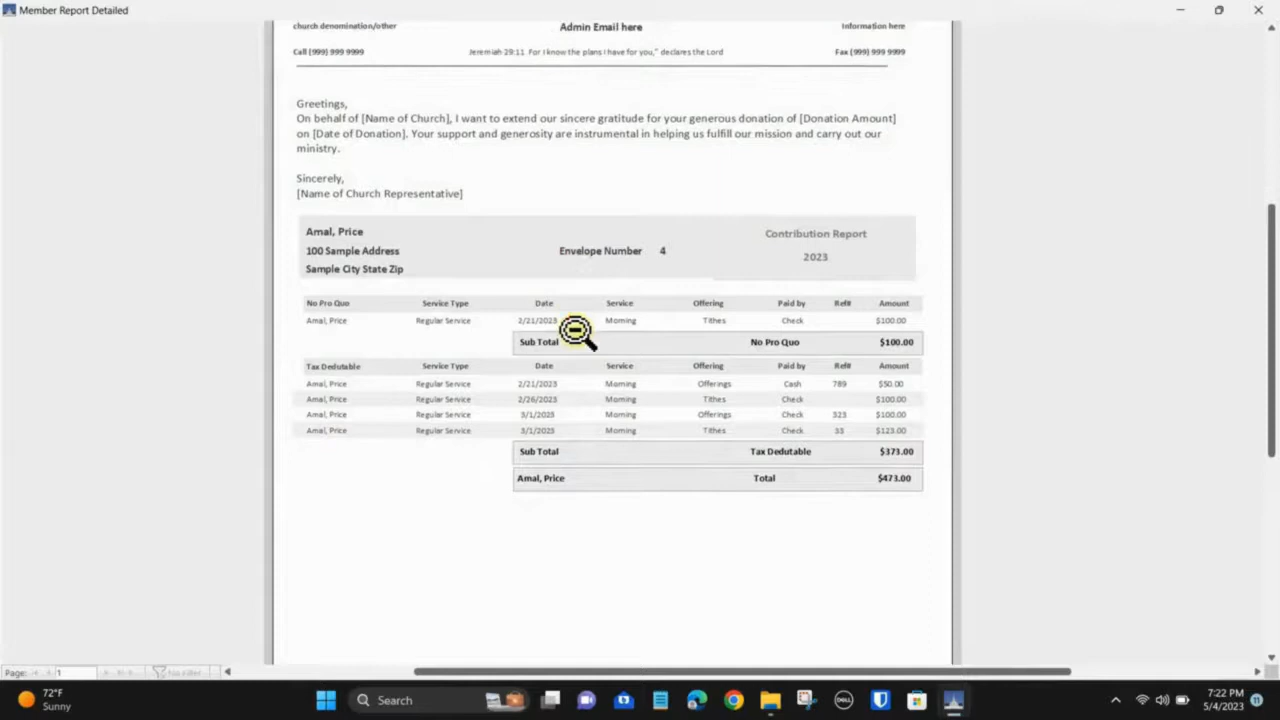 Member Report Detailed
church denomination/other Admin Email here Information here
Call (999) 999 9999 Jeremiah 29:11 For I know the plans I have for you," declares the Lord Fax (999) 999 9999
Greetings,
On behalf of [Name of Church], I want to extend our sincere gratitude for your generous donation of [Donation Amount]
on [Date of Donation]. Your support and generosity are instrumental in helping us fulfill our mission and carry out our
ministry.
Sincerely,
[Name of Church Representative]
Amal, Price
100 Sample Address
Sample City State Zip
Envelope Number 4
Contribution Report
2023
No Pro Quo Service Type Date Service Offering Paid by Ref# Amount
Amal, Price Regular Service 2/21/2023 Morning Tithes Check $100.00
Sub Total No Pro Quo $100.00
Tax Dedutable Service Type Date Service Offering Paid by Ref# Amount
Amal, Price Regular Service 2/21/2023 Morning Offerings Cash 789 $50.00
Amal, Price Regular Service 2/26/2023 Morning Tithes Check $100.00
Amal, Price Regular Service 3/1/2023 Morning Offerings Check 323 $100.00
Amal, Price Regular Service 3/1/2023 Morning Tithes Check 33 $123.00
Sub Total Tax Dedutable $373.00
Amal, Price Total $473.00
Page: 1 No Filter
72°F
Sunny
Search
DELL
7:22 PM
5/4/2023